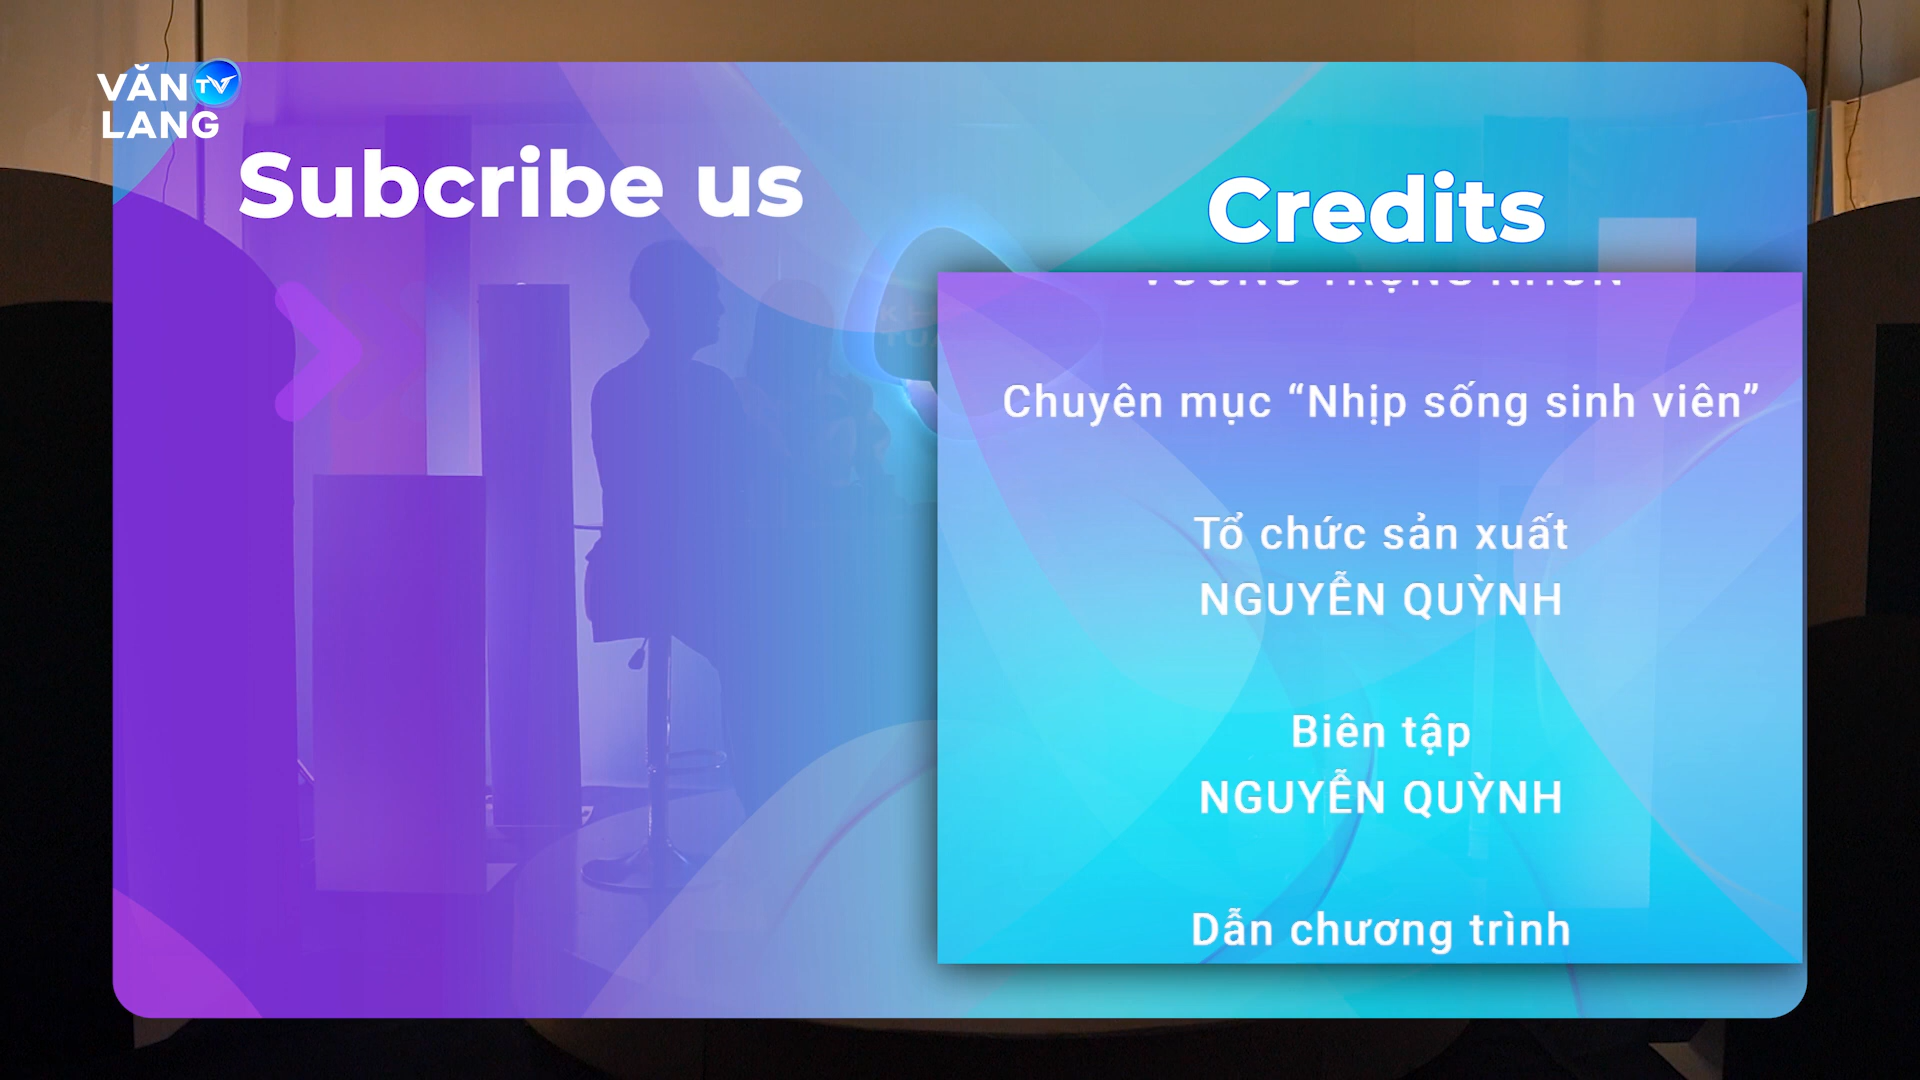 VĂN TV
LANG
Subcribe us
Credits
Chuyên mục “Nhịp sống sinh viên”
Tổ chức sản xuất
NGUYỄN QUỲNH
Biên tập
NGUYỄN QUỲNH
Dẫn chương trình